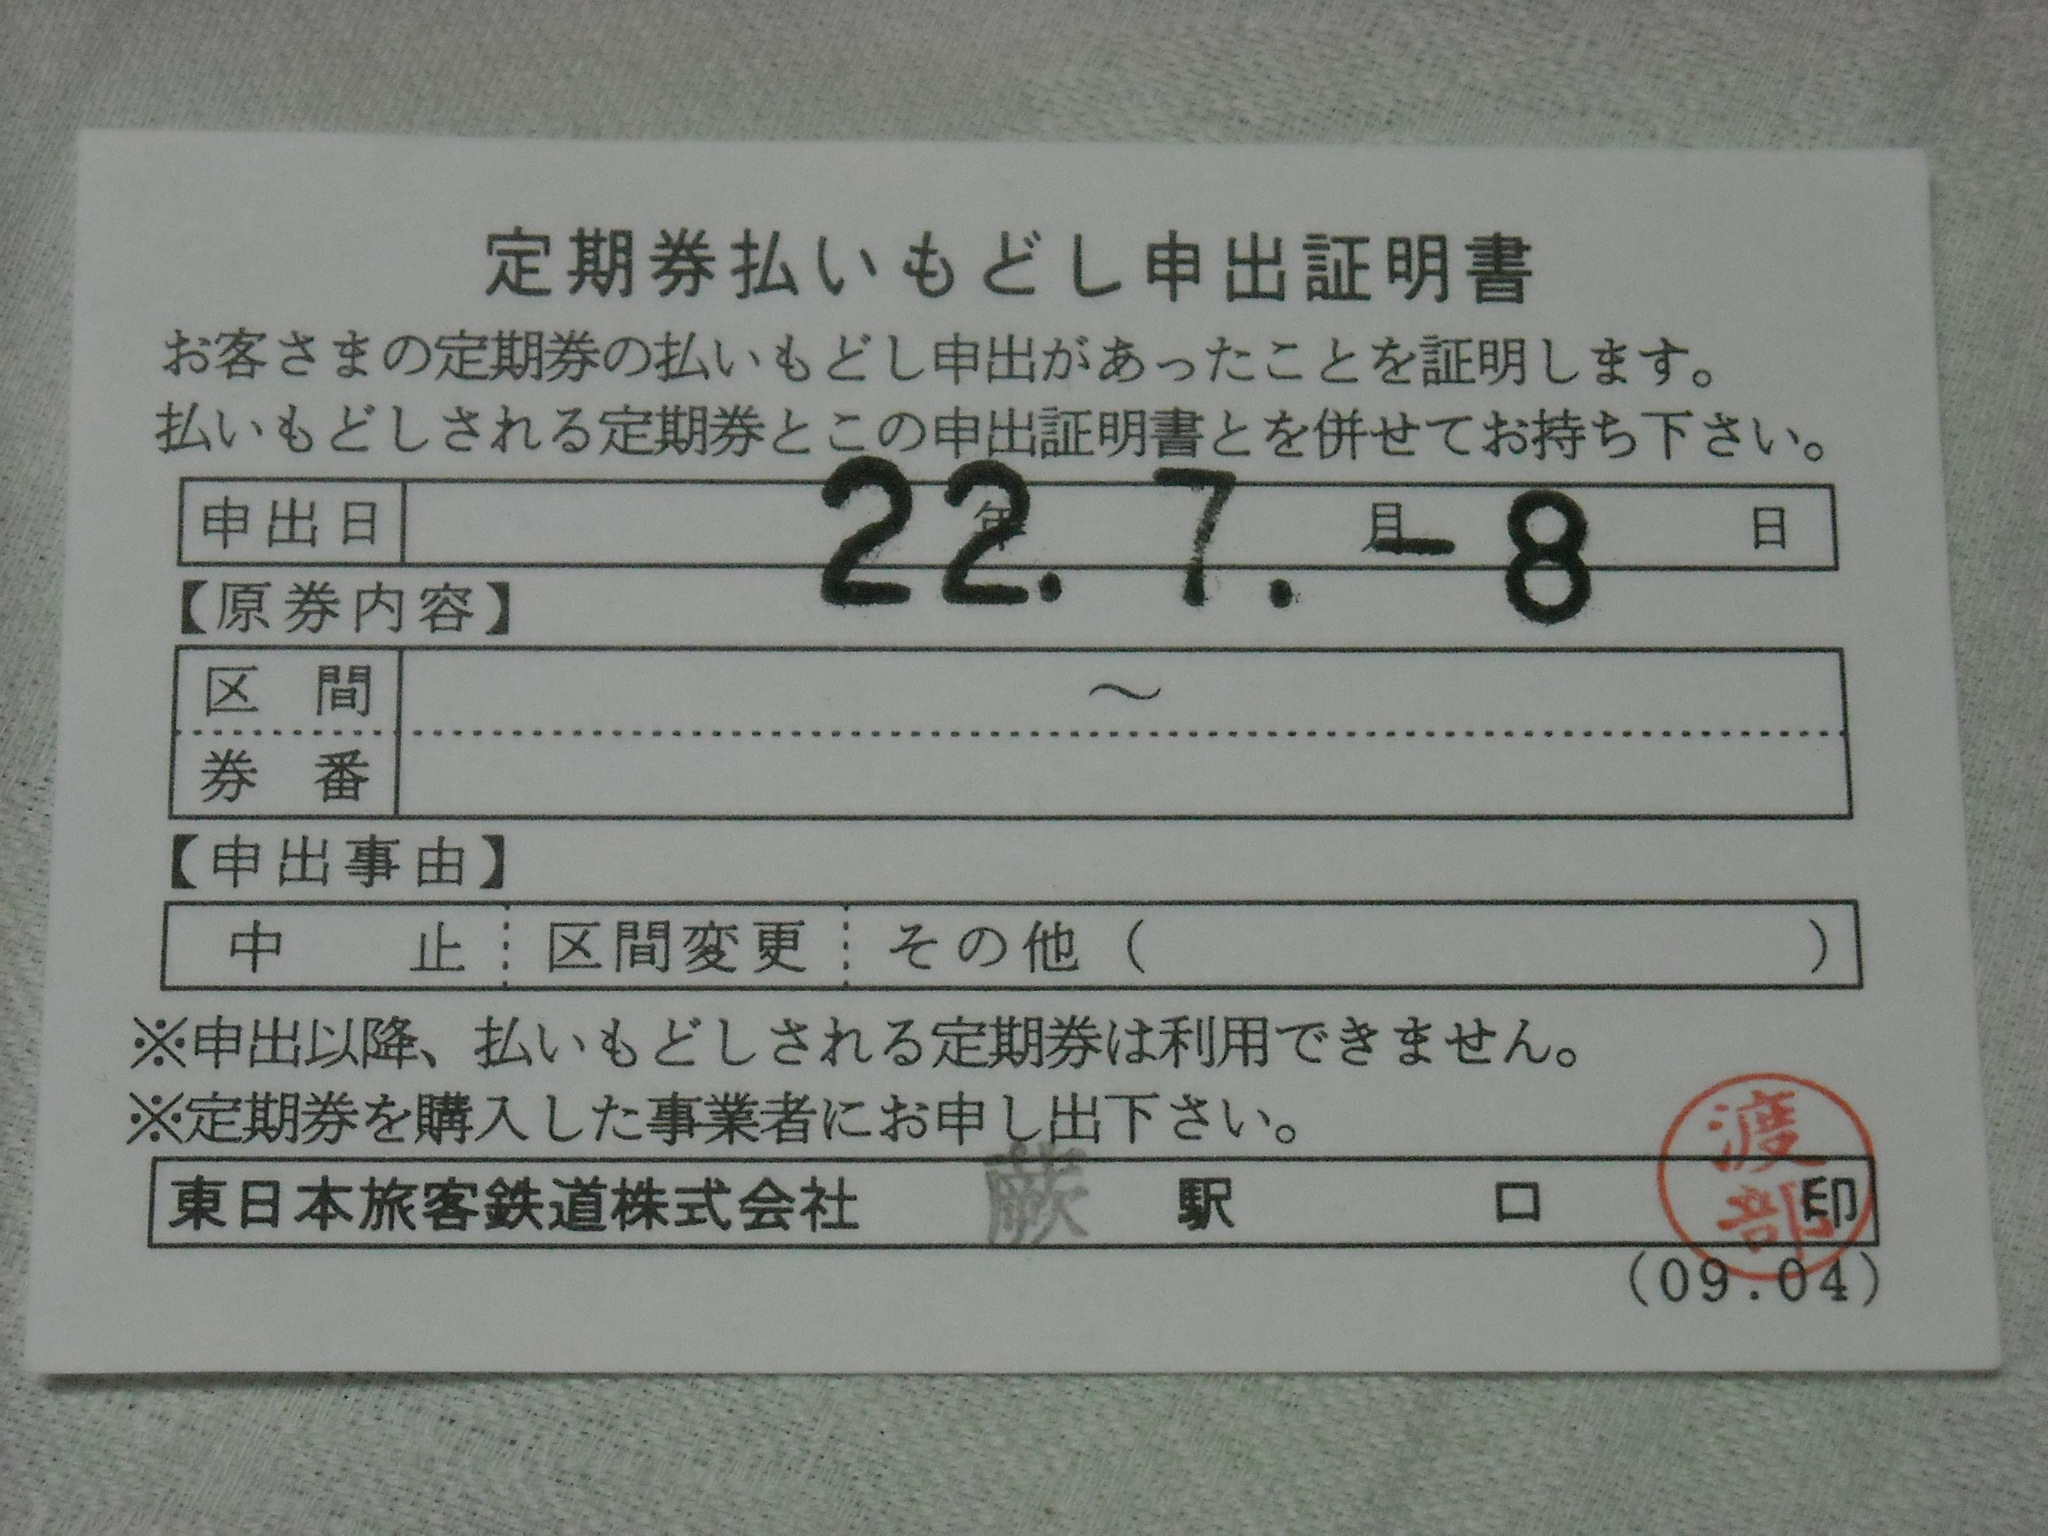 定期券払いもどし申出証明書
お客さまの定期券の払いもどし申出があったことを証明します。
払いもどしされる定期券とこの申出証明書とを併せてお持ち下さい。
申出日 22年. 7. 月-8 日
【原券内容】
区間 ～
券番
【申出事由】
中止 区間変更 その他( )
※申出以降、払いもどしされる定期券は利用できません。
※定期券を購入した事業者にお申し出下さい。
東日本旅客鉄道株式会社 蕨 駅 口 印 渡部
(09.04)